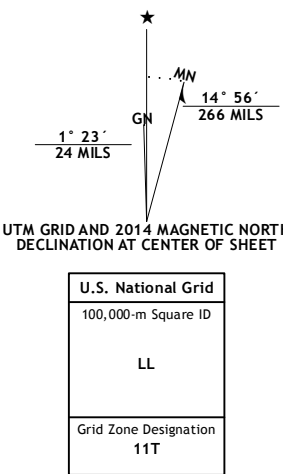 ★
MN
GN
14° 56´
266 MILS
1° 23´
24 MILS
UTM GRID AND 2014 MAGNETIC NORTH
DECLINATION AT CENTER OF SHEET
U.S. National Grid
100,000-m Square ID
LL
Grid Zone Designation
11T